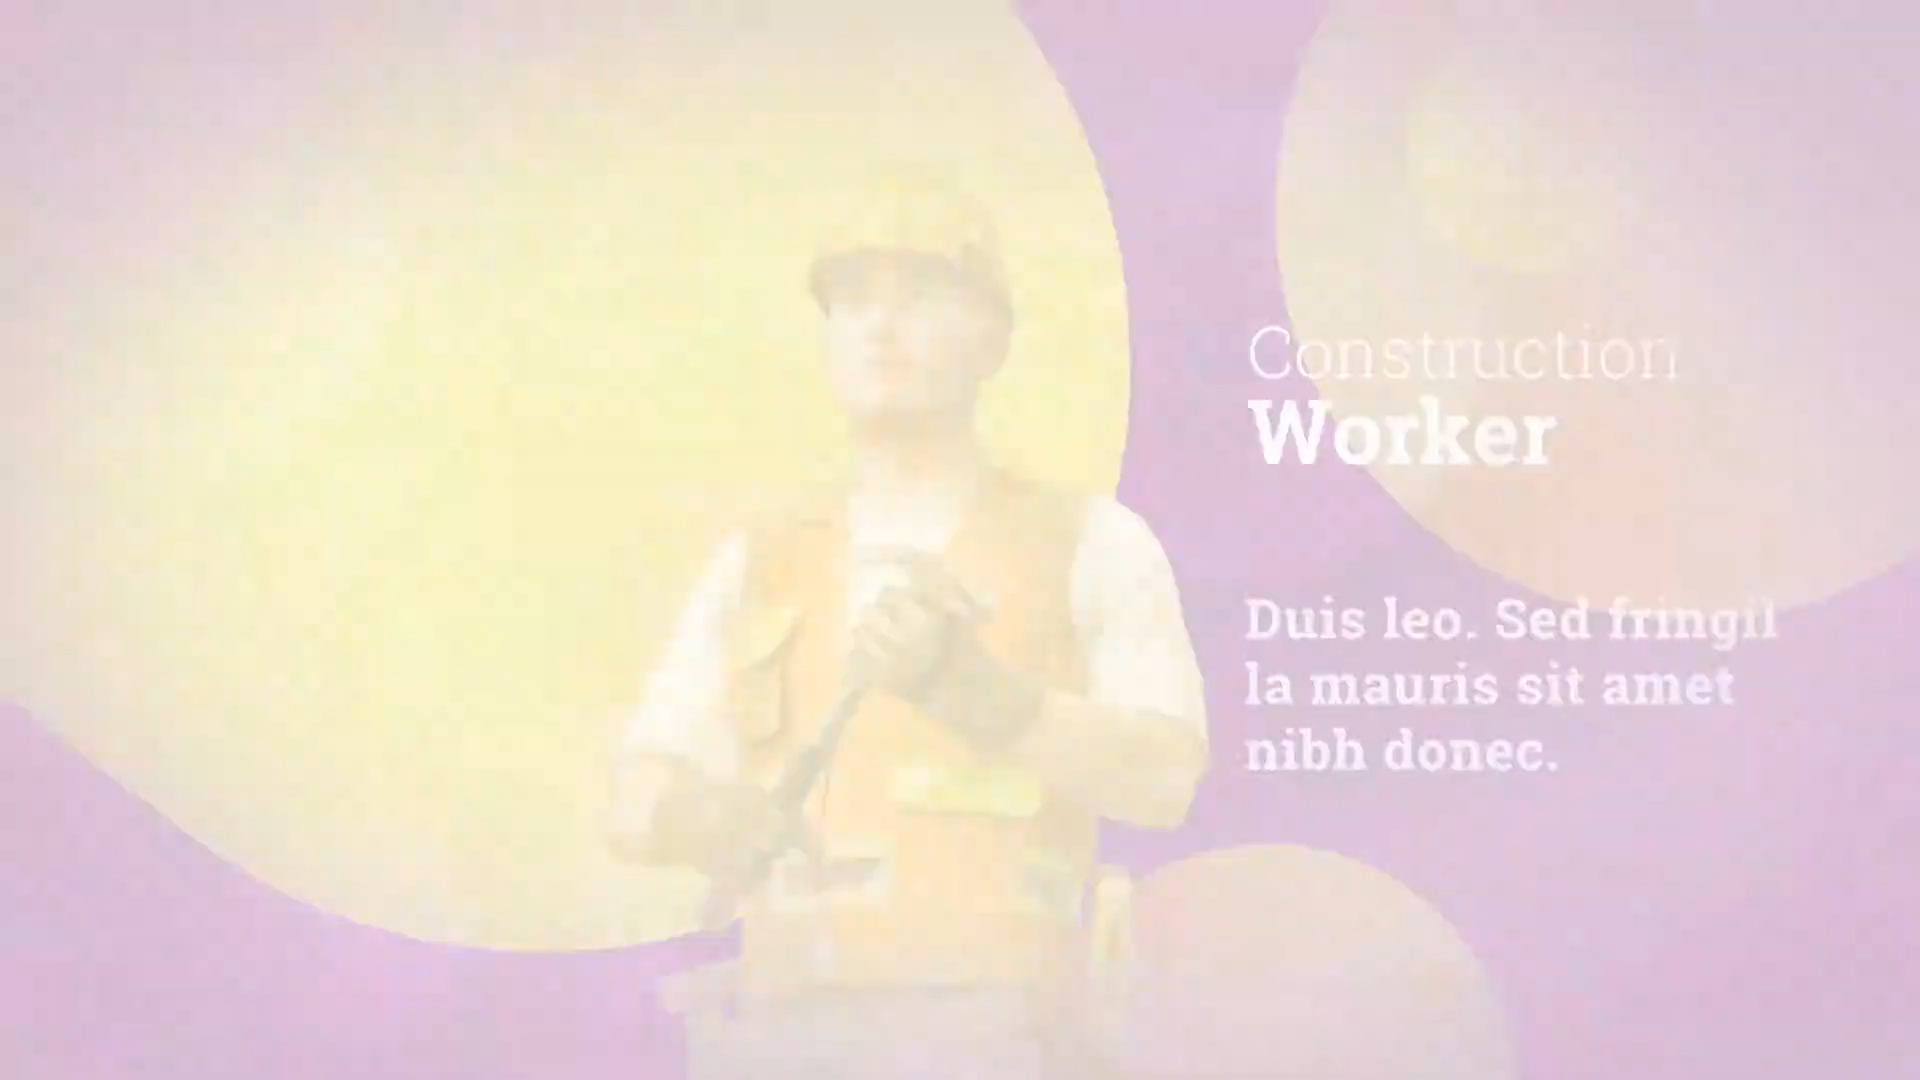 Construction
Worker
Duis leo. Sed fringil
la mauris sit amet
nibh donec.